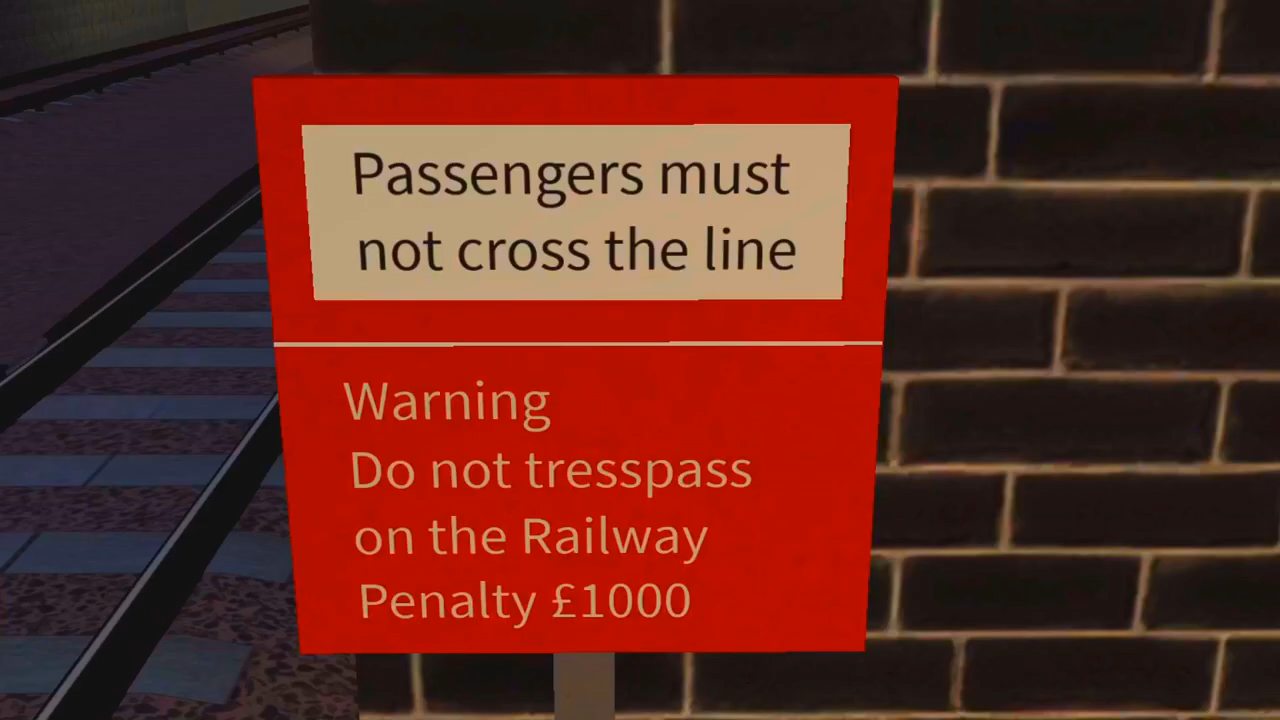 Passengers must
not cross the line
Warning
Do not tresspass
on the Railway
Penalty £1000